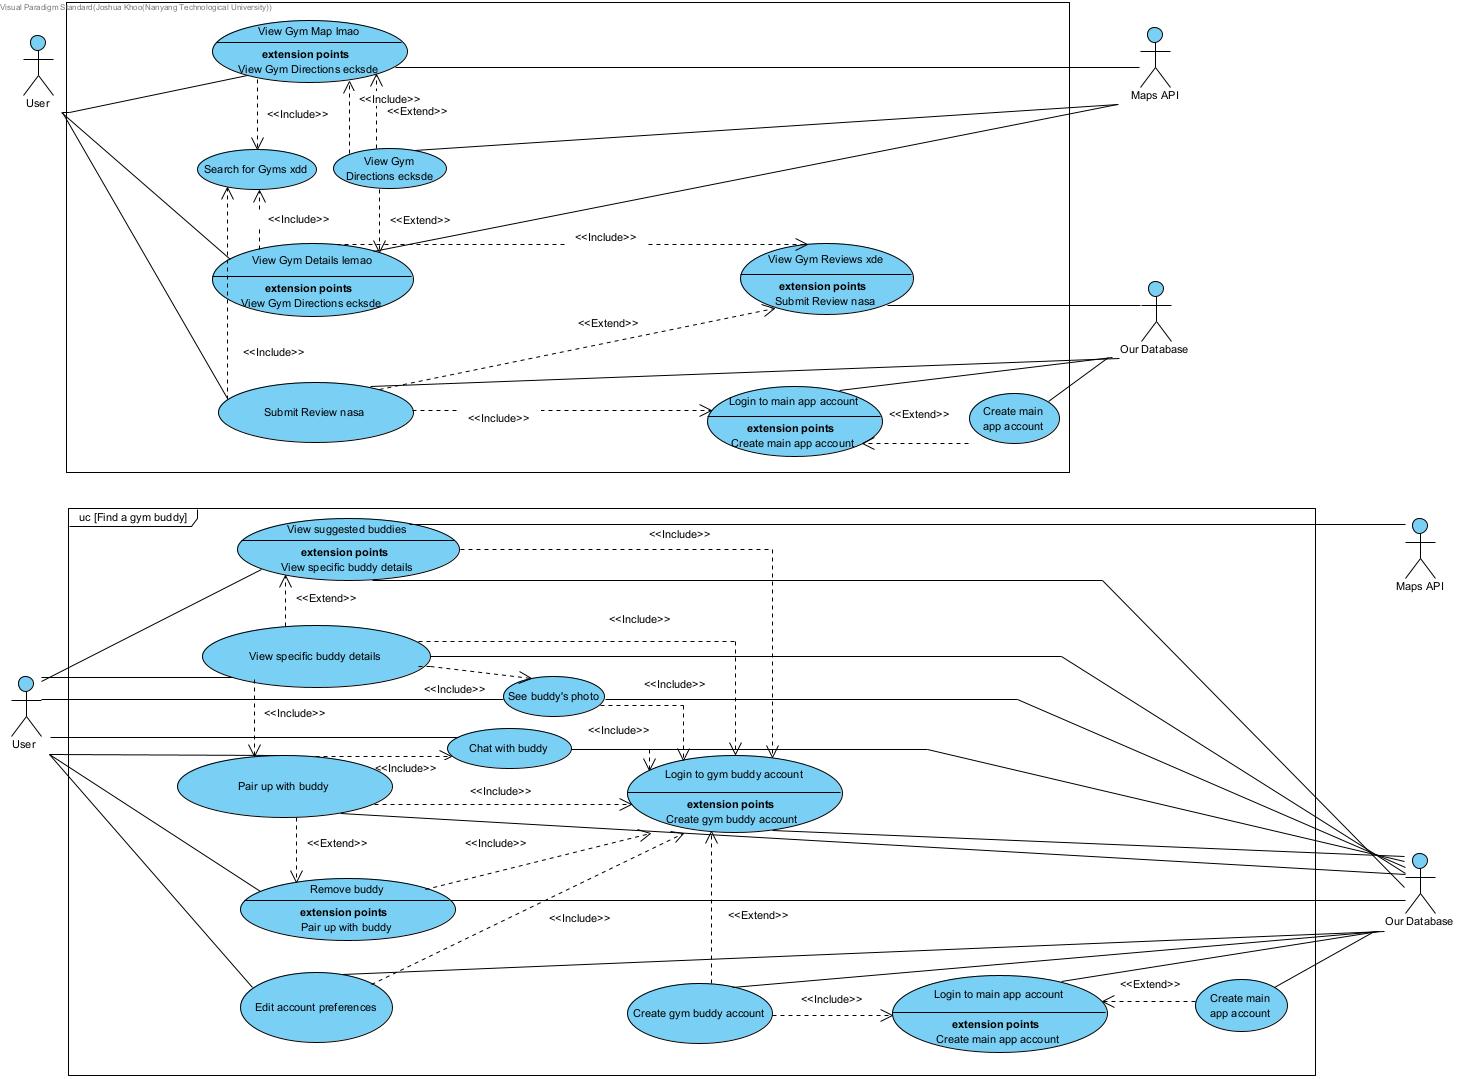 Visual Paradigm Standard(Joshua Khoo(Nanyang Technological University))
View Gym Map lmao
extension points
View Gym Directions ecksde
User
Maps API
<<Include>>
<<Extend>>
<<Include>>
Search for Gyms xdd
View Gym
Directions ecksde
<<Include>>
<<Extend>>
<<Include>>
View Gym Details lemao
extension points
View Gym Directions ecksde
View Gym Reviews xde
extension points
Submit Review nasa
<<Extend>>
Our Database
<<Include>>
Submit Review nasa
<<Include>>
Login to main app account
extension points
Create main app account
<<Extend>>
Create main
app account
uc [Find a gym buddy]
View suggested buddies
extension points
View specific buddy details
<<Include>>
Maps API
<<Extend>>
<<Include>>
View specific buddy details
<<Include>>
See buddy's photo
<<Include>>
<<Include>>
User
<<Include>>
Chat with buddy
<<Include>>
Pair up with buddy
<<Include>>
Login to gym buddy account
extension points
Create gym buddy account
<<Extend>>
<<Include>>
Remove buddy
extension points
Pair up with buddy
<<Include>>
<<Extend>>
Our Database
Edit account preferences
Create gym buddy account
<<Include>>
Login to main app account
extension points
Create main app account
<<Extend>>
Create main
app account